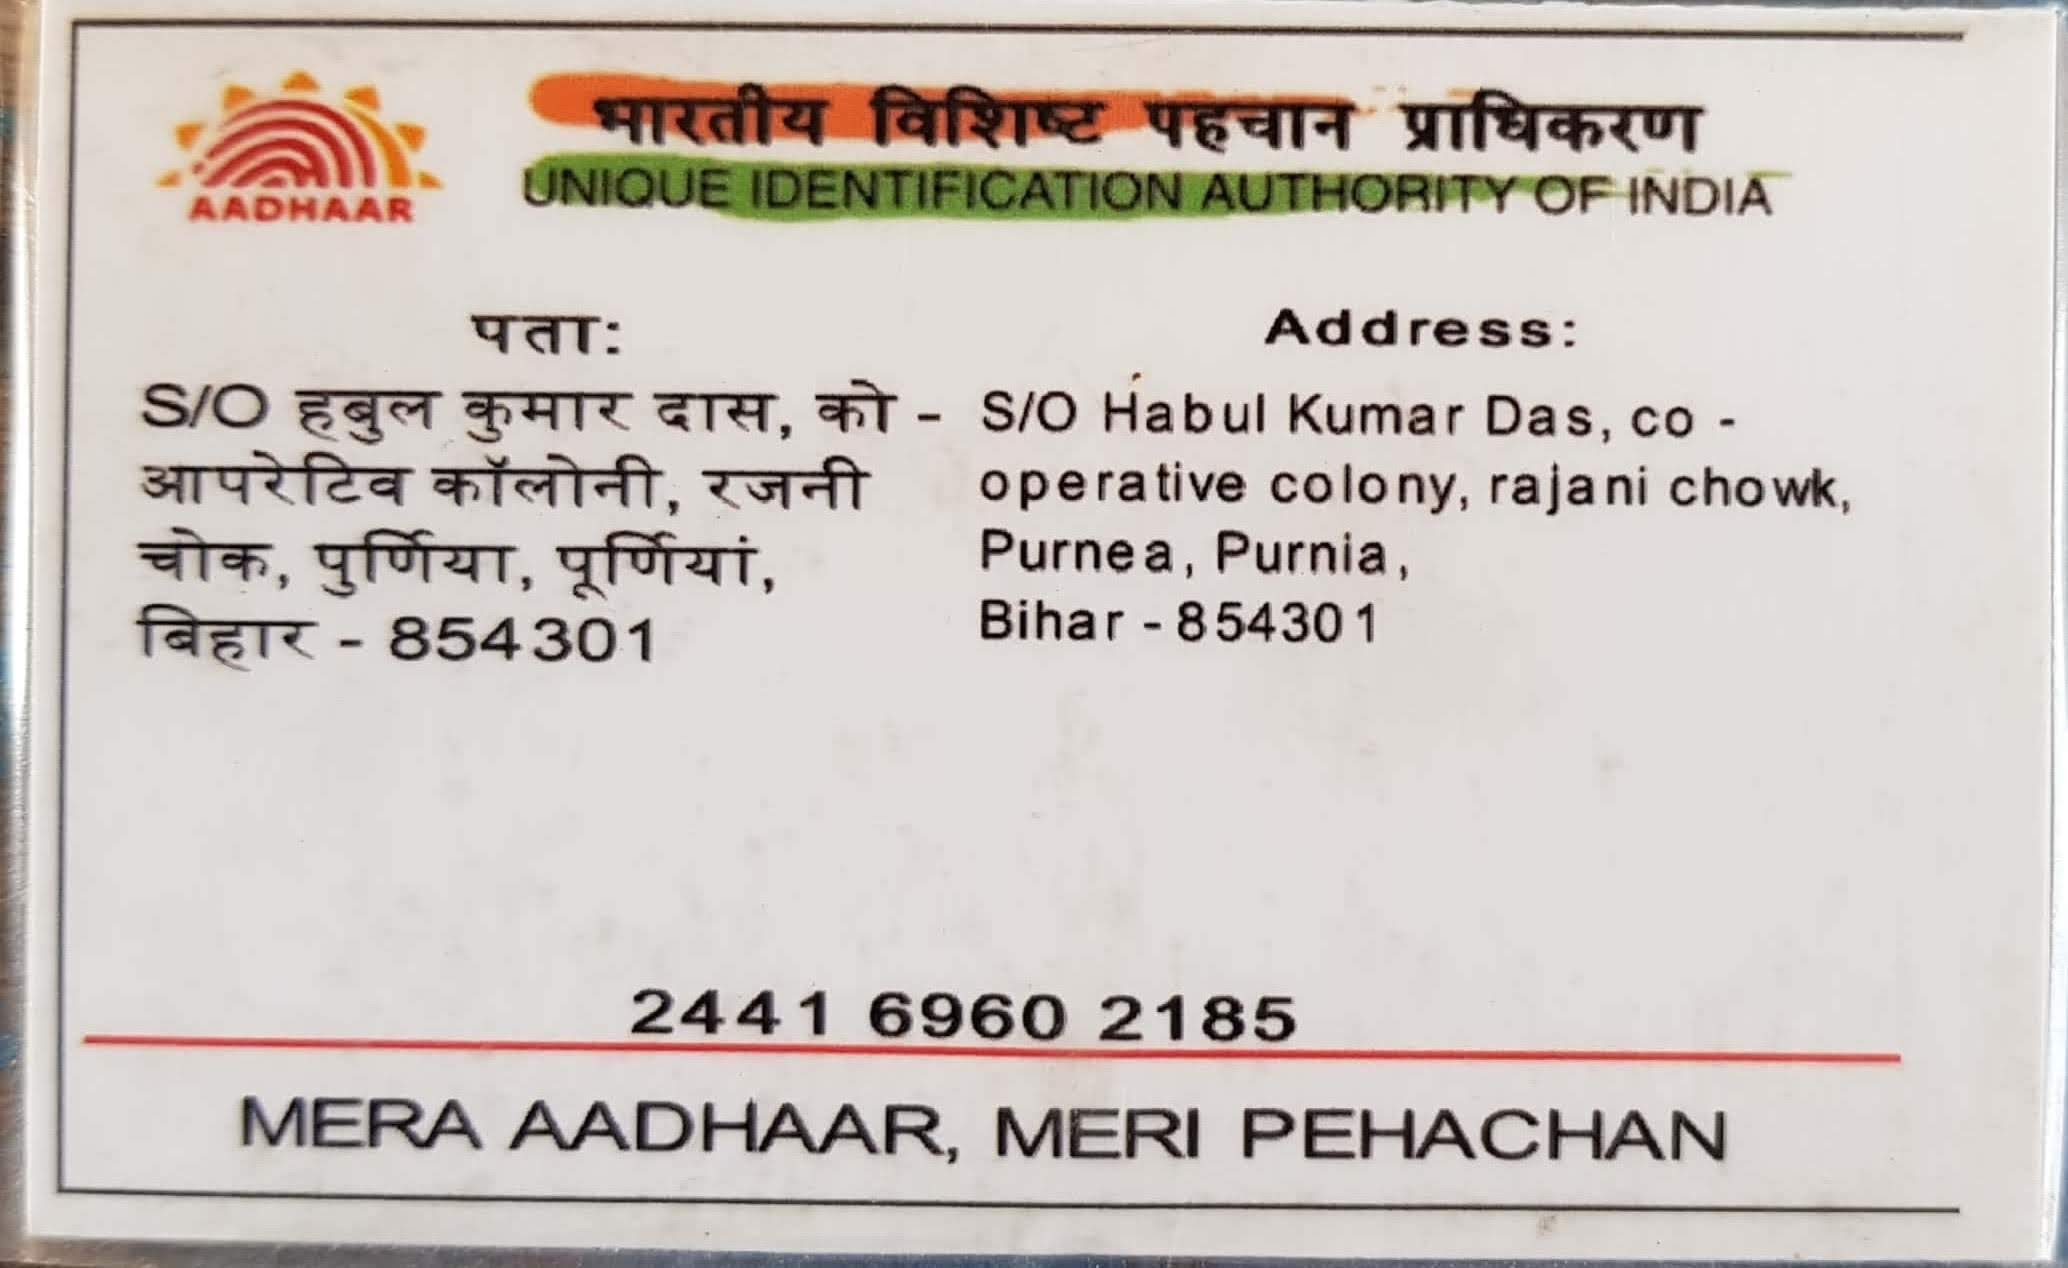 AADHAAR
भारतीय विशिष्ट पहचान प्राधिकरण
UNIQUE IDENTIFICATION AUTHORITY OF INDIA
पता:
S/O हबुल कुमार दास, को -
आपरेटिव कॉलोनी, रजनी
चोक, पुर्णिया, पूर्णियां,
बिहार - 854301
Address:
S/O Habul Kumar Das, co -
operative colony, rajani chowk,
Purnea, Purnia,
Bihar - 854301
2441 6960 2185
MERA AADHAAR, MERI PEHACHAN